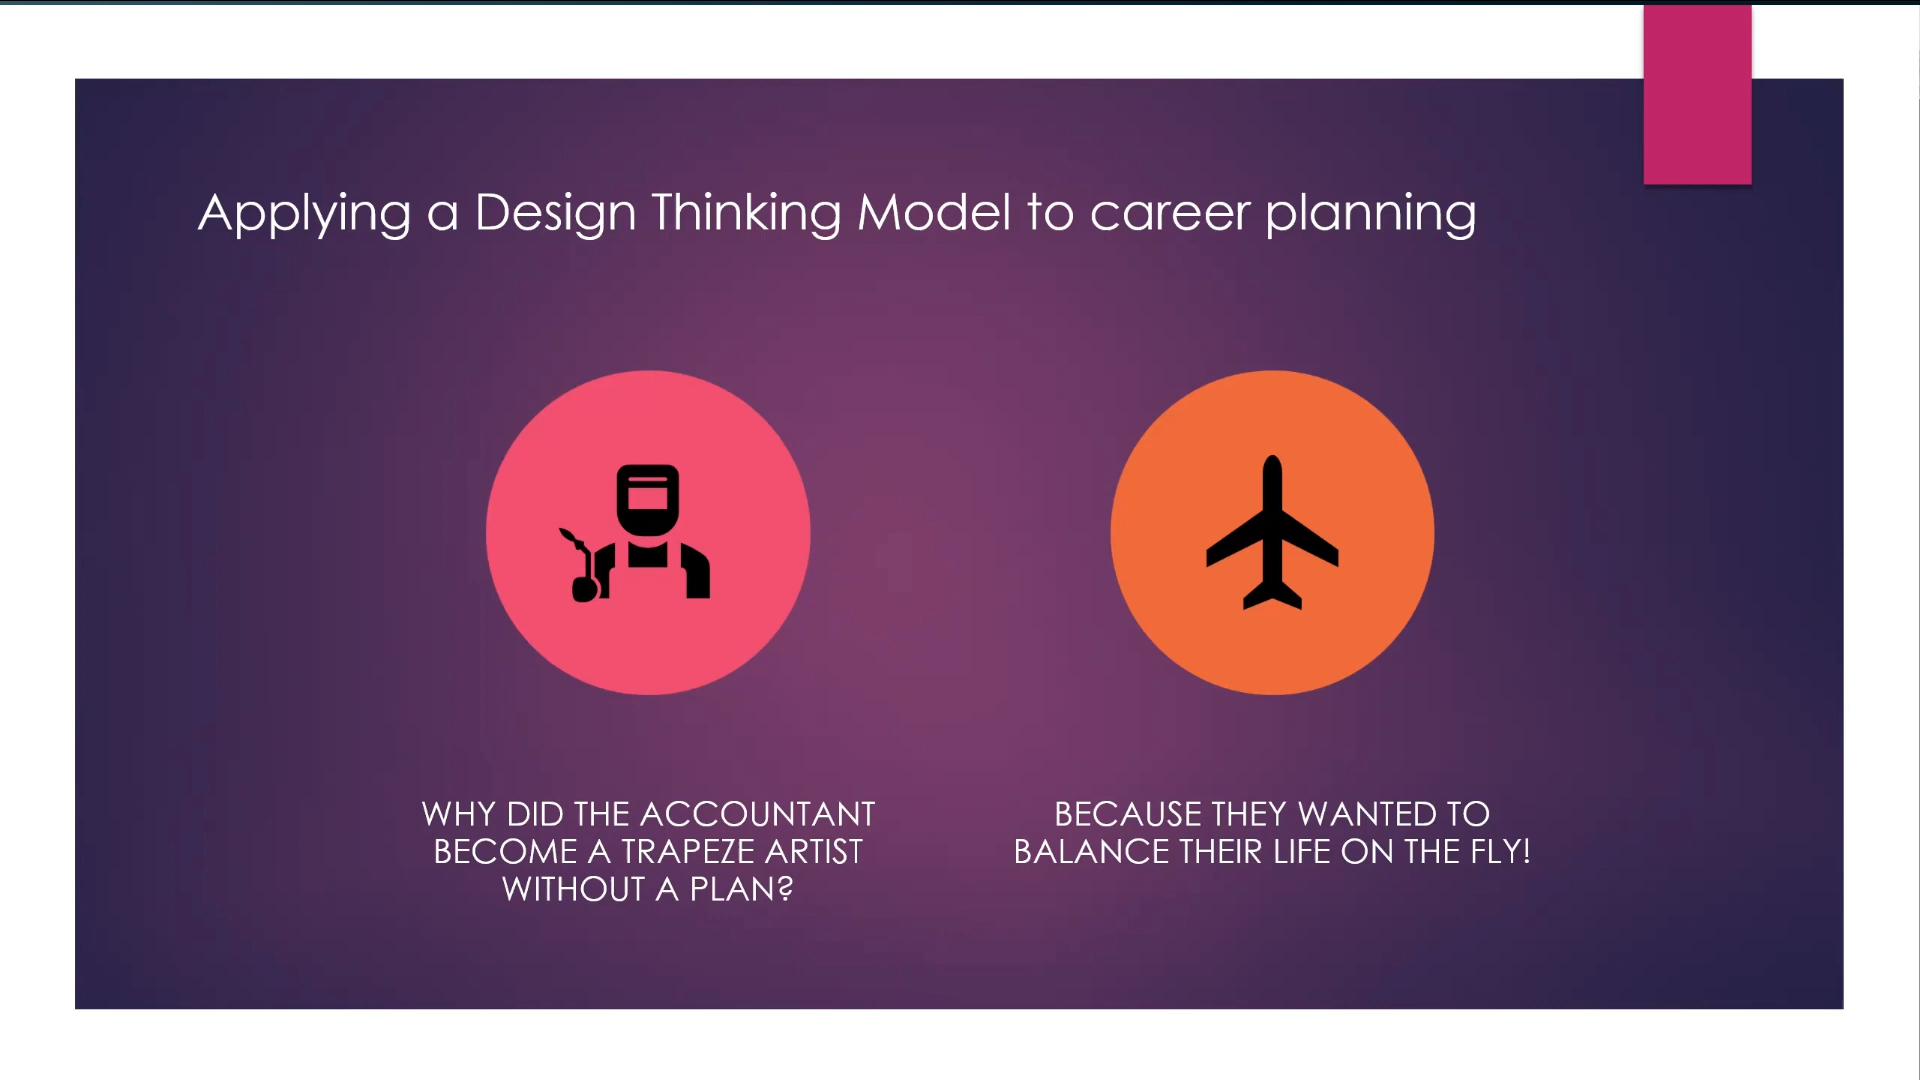 Applying a Design Thinking Model to career planning
WHY DID THE ACCOUNTANT
BECOME A TRAPEZE ARTIST
WITHOUT A PLAN?
BECAUSE THEY WANTED TO
BALANCE THEIR LIFE ON THE FLY!